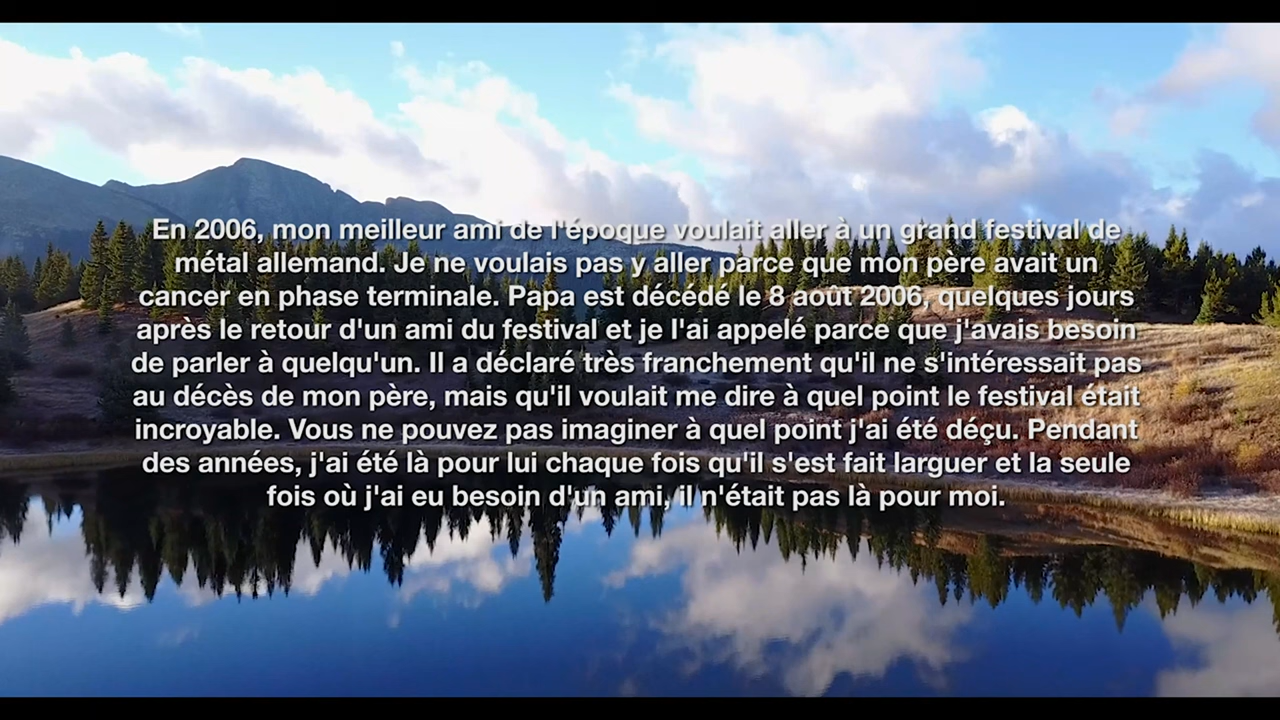 En 2006, mon meilleur ami de l'époque voulait aller à un grand festival de
métal allemand. Je ne voulais pas y aller parce que mon père avait un
cancer en phase terminale. Papa est décédé le 8 août 2006, quelques jours
après le retour d'un ami du festival et je l'ai appelé parce que j'avais besoin
de parler à quelqu'un. Il a déclaré très franchement qu'il ne s'intéressait pas
au décès de mon père, mais qu'il voulait me dire à quel point le festival était
incroyable. Vous ne pouvez pas imaginer à quel point j'ai été déçu. Pendant
des années, j'ai été là pour lui chaque fois qu'il s'est fait larguer et la seule
fois où j'ai eu besoin d'un ami, il n'était pas là pour moi.